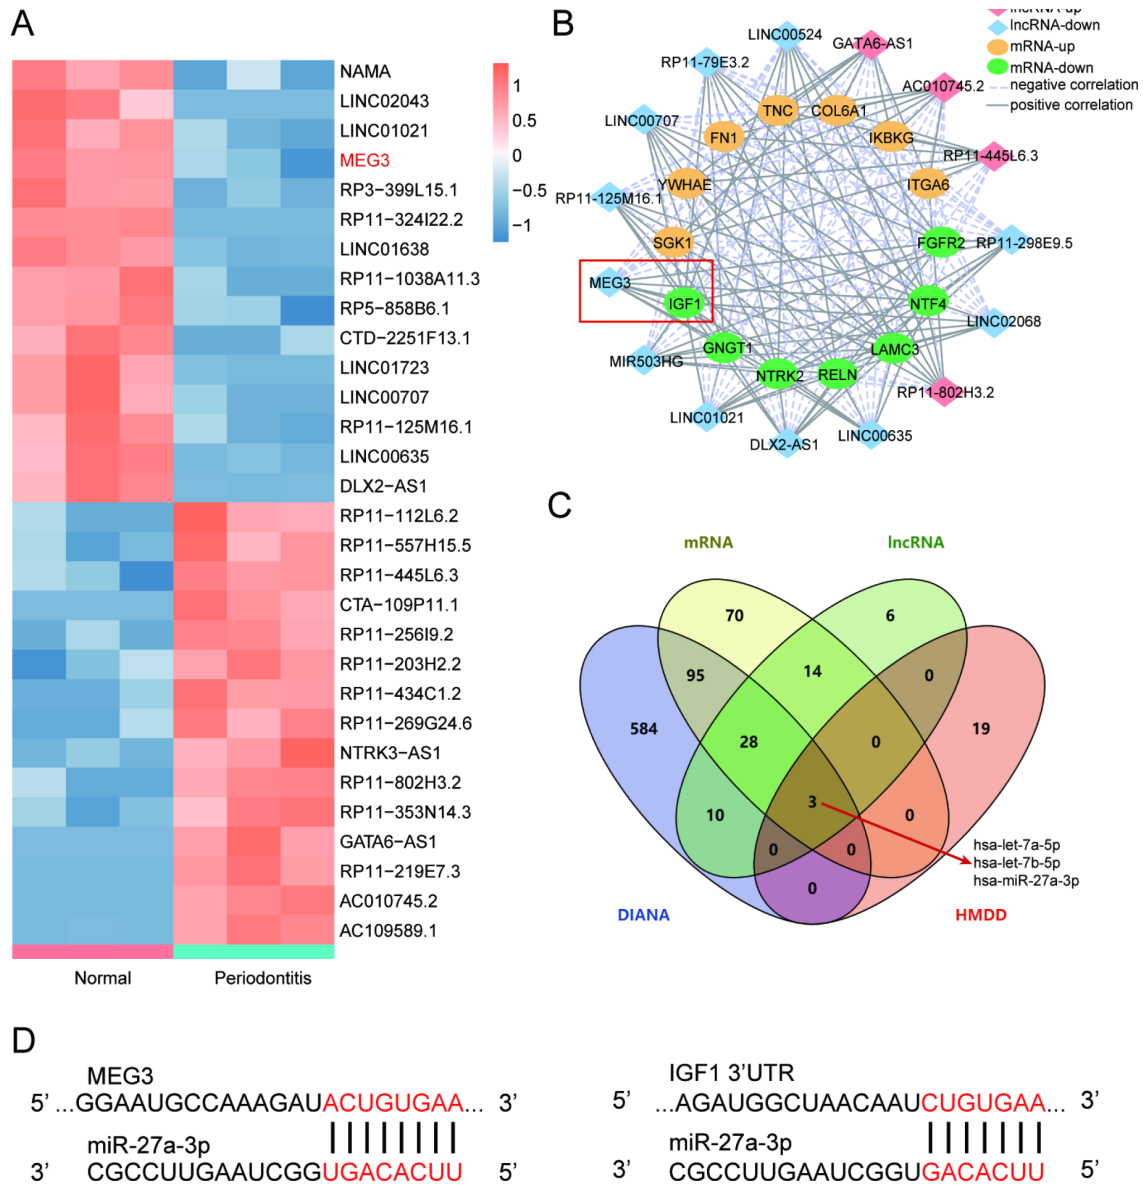 A
NAMA
LINC02043
LINC01021
MEG3
RP3−399L15.1
RP11−324I22.2
LINC01638
RP11−1038A11.3
RP5−858B6.1
CTD−2251F13.1
LINC01723
LINC00707
RP11−125M16.1
LINC00635
DLX2−AS1
RP11−112L6.2
RP11−557H15.5
RP11−445L6.3
CTA−109P11.1
RP11−256I9.2
RP11−203H2.2
RP11−434C1.2
RP11−269G24.6
NTRK3−AS1
RP11−802H3.2
RP11−353N14.3
GATA6−AS1
RP11−219E7.3
AC010745.2
AC109589.1
1
0.5
0
−0.5
−1
Normal Periodontitis
B
lncRNA-up
lncRNA-down
mRNA-up
mRNA-down
negative correlation
positive correlation
LINC00524
GATA6-AS1
RP11-79E3.2
AC010745.2
LINC00707
RP11-445L6.3
RP11-125M16.1
RP11-298E9.5
MEG3
LINC02068
MIR503HG
RP11-802H3.2
LINC01021
DLX2-AS1
LINC00635
TNC
COL6A1
FN1
IKBKG
YWHAE
ITGA6
SGK1
FGFR2
IGF1
NTF4
GNGT1
LAMC3
NTRK2
RELN
C
mRNA lncRNA
70 6
95 14 0
584 28 0 19
10 3 0
0 0
0
hsa-let-7a-5p
hsa-let-7b-5p
hsa-miR-27a-3p
DIANA HMDD
D
MEG3
5’ ...GGAAUGCCAAAGAUACUGUGAA... 3’
miR-27a-3p
3’ CGCCUUGAAUCGGUGACACUU 5’
IGF1 3’UTR
5’ ...AGAUGGCUAACAAUCUGUGAA... 3’
miR-27a-3p
3’ CGCCUUGAAUCGGUGACACUU 5’